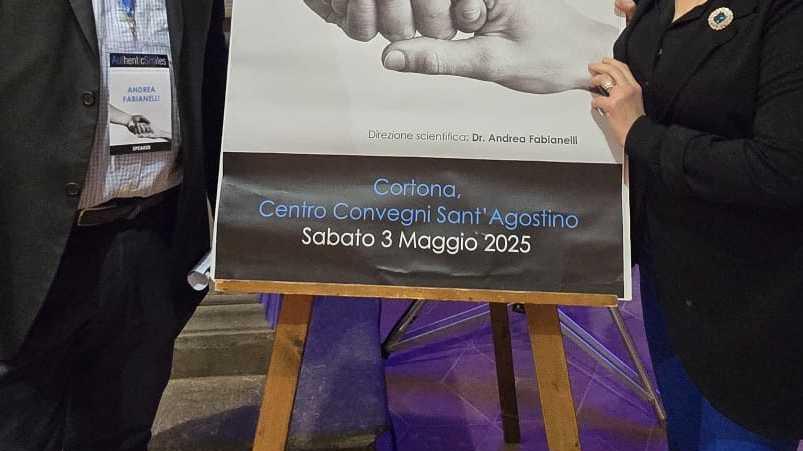 AuthenticSmiles
ANDREA
FABIANELLI
SPEAKER
Direzione scientifica: Dr. Andrea Fabianelli
Cortona,
Centro Convegni Sant'Agostino
Sabato 3 Maggio 2025